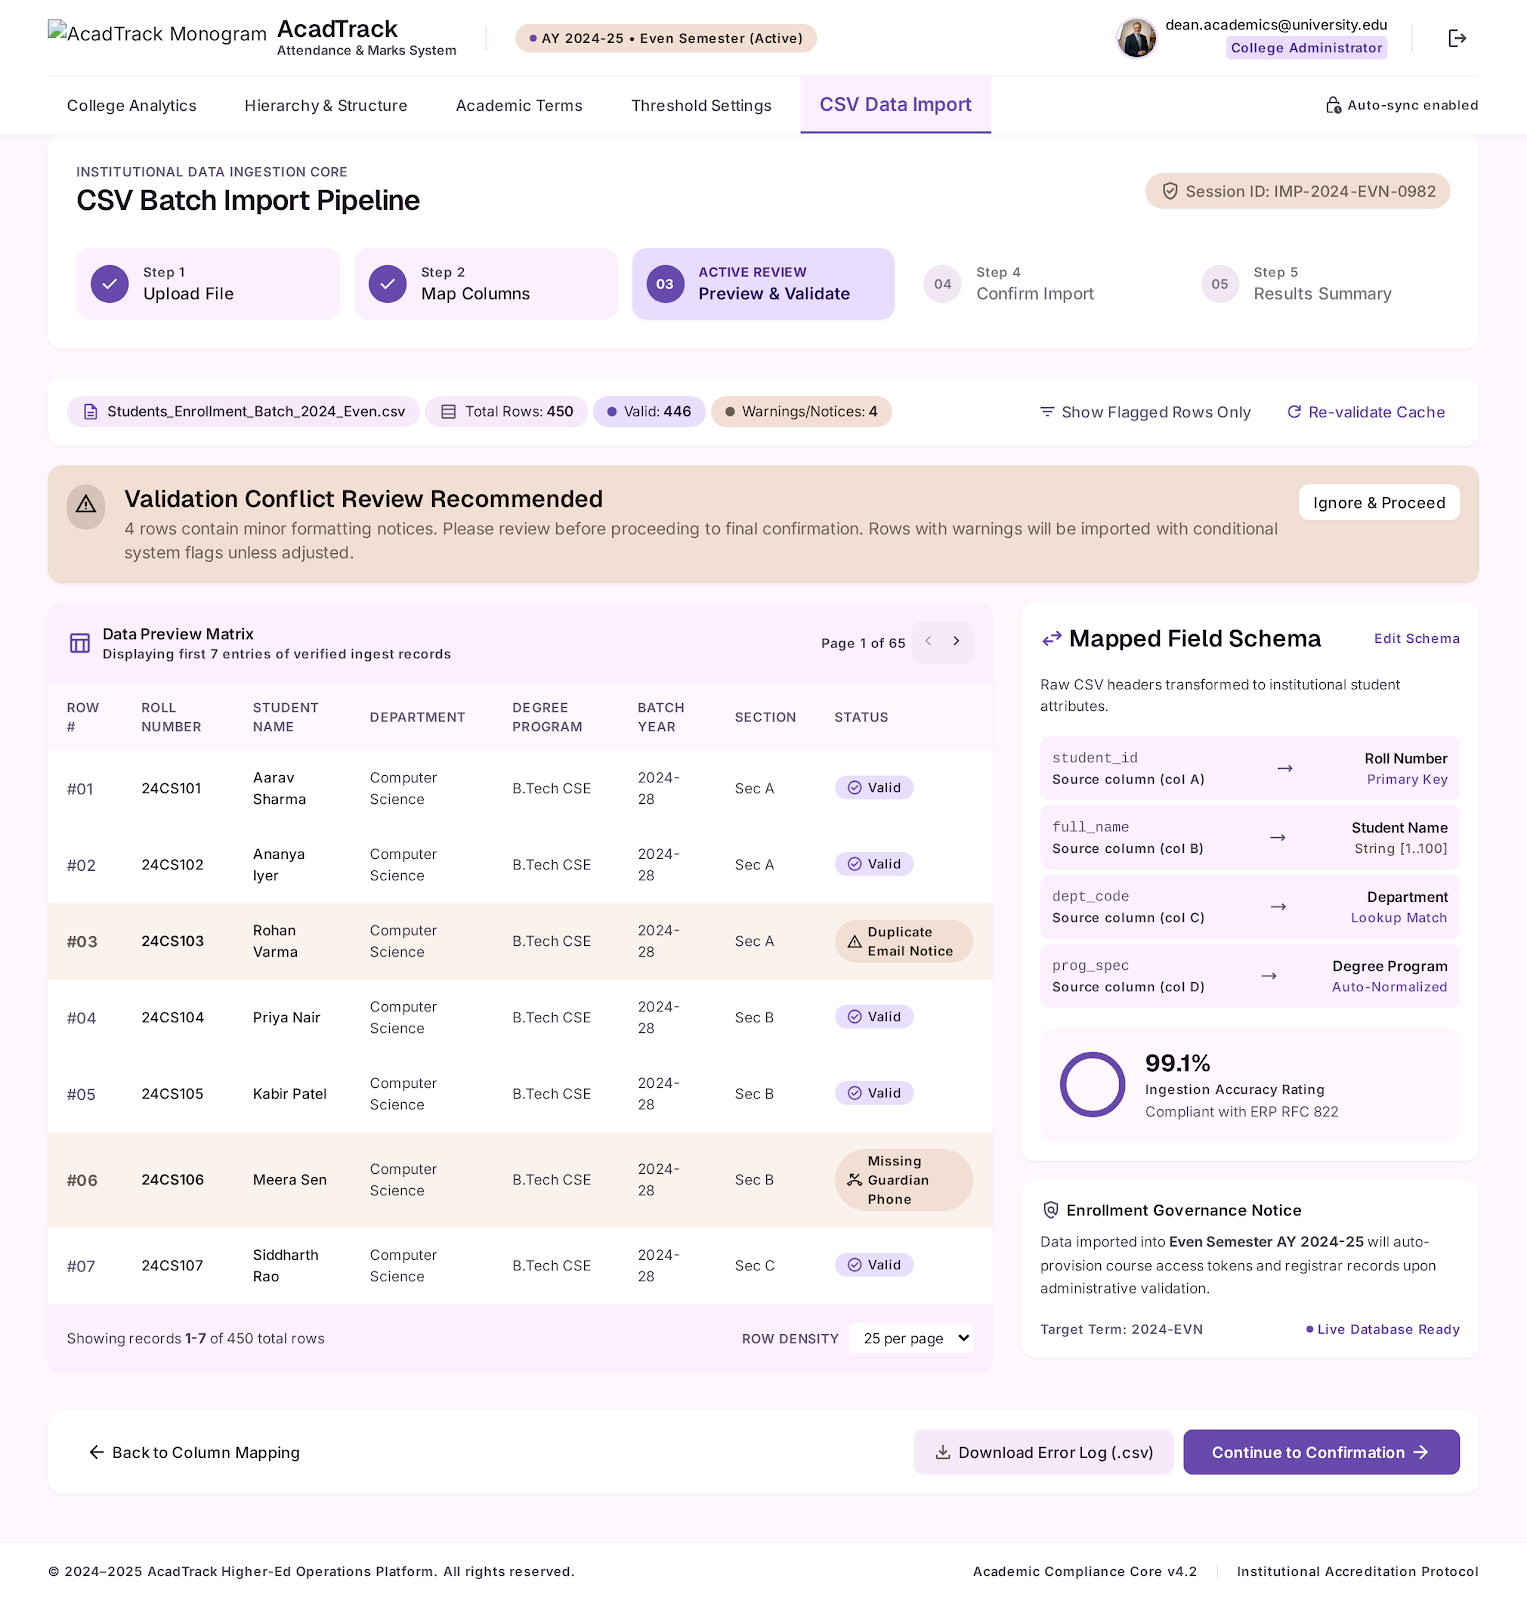 AcadTrack Monogram
AcadTrack
Attendance & Marks System
AY 2024-25 • Even Semester (Active)
dean.academics@university.edu
College Administrator
College Analytics
Hierarchy & Structure
Academic Terms
Threshold Settings
CSV Data Import
Auto-sync enabled
INSTITUTIONAL DATA INGESTION CORE
CSV Batch Import Pipeline
Session ID: IMP-2024-EVN-0982
Step 1
Upload File
Step 2
Map Columns
03
ACTIVE REVIEW
Preview & Validate
04
Step 4
Confirm Import
05
Step 5
Results Summary
Students_Enrollment_Batch_2024_Even.csv
Total Rows: 450
Valid: 446
Warnings/Notices: 4
Show Flagged Rows Only
Re-validate Cache
Validation Conflict Review Recommended
4 rows contain minor formatting notices. Please review before proceeding to final confirmation. Rows with warnings will be imported with conditional
system flags unless adjusted.
Ignore & Proceed
Data Preview Matrix
Displaying first 7 entries of verified ingest records
Page 1 of 65
ROW
#
ROLL
NUMBER
STUDENT
NAME
DEPARTMENT
DEGREE
PROGRAM
BATCH
YEAR
SECTION
STATUS
#01
24CS101
Aarav
Sharma
Computer
Science
B.Tech CSE
2024-
28
Sec A
Valid
#02
24CS102
Ananya
Iyer
Computer
Science
B.Tech CSE
2024-
28
Sec A
Valid
#03
24CS103
Rohan
Varma
Computer
Science
B.Tech CSE
2024-
28
Sec A
Duplicate
Email Notice
#04
24CS104
Priya Nair
Computer
Science
B.Tech CSE
2024-
28
Sec B
Valid
#05
24CS105
Kabir Patel
Computer
Science
B.Tech CSE
2024-
28
Sec B
Valid
#06
24CS106
Meera Sen
Computer
Science
B.Tech CSE
2024-
28
Sec B
Missing
Guardian
Phone
#07
24CS107
Siddharth
Rao
Computer
Science
B.Tech CSE
2024-
28
Sec C
Valid
Showing records 1-7 of 450 total rows
ROW DENSITY
25 per page
Mapped Field Schema
Edit Schema
Raw CSV headers transformed to institutional student
attributes.
student_id
Source column (col A)
→
Roll Number
Primary Key
full_name
Source column (col B)
→
Student Name
String [1..100]
dept_code
Source column (col C)
→
Department
Lookup Match
prog_spec
Source column (col D)
→
Degree Program
Auto-Normalized
99.1%
Ingestion Accuracy Rating
Compliant with ERP RFC 822
Enrollment Governance Notice
Data imported into Even Semester AY 2024-25 will auto-
provision course access tokens and registrar records upon
administrative validation.
Target Term: 2024-EVN
Live Database Ready
Back to Column Mapping
Download Error Log (.csv)
Continue to Confirmation
© 2024–2025 AcadTrack Higher-Ed Operations Platform. All rights reserved.
Academic Compliance Core v4.2
Institutional Accreditation Protocol